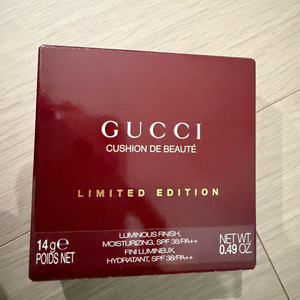 GUCCI
CUSHION DE BEAUTÉ
LIMITED EDITION
LUMINOUS FINISH,
MOISTURIZING, SPF 38/PA++
FINI LUMINEUX,
HYDRATANT, SPF 38/PA++
14 g℮
POIDS NET
NET WT.
0.49 OZ.